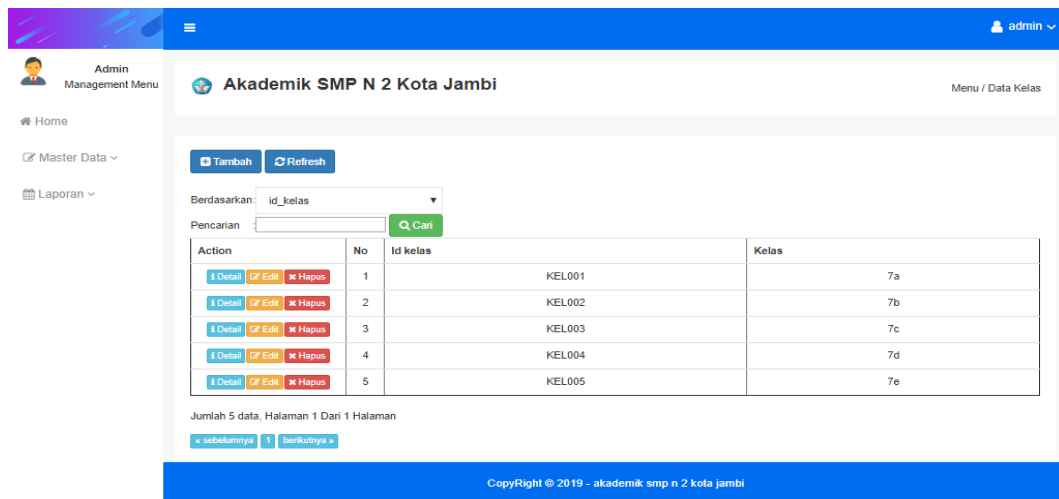 admin
Admin
Management Menu
Home
Master Data
Laporan
Akademik SMP N 2 Kota Jambi
Menu / Data Kelas
Tambah Refresh
Berdasarkan: id_kelas
Pencarian : Cari
Action No Id kelas Kelas
Detail Edit Hapus 1 KEL001 7a
Detail Edit Hapus 2 KEL002 7b
Detail Edit Hapus 3 KEL003 7c
Detail Edit Hapus 4 KEL004 7d
Detail Edit Hapus 5 KEL005 7e
Jumlah 5 data, Halaman 1 Dari 1 Halaman
« sebelumnya 1 berikutnya »
CopyRight © 2019 - akademik smp n 2 kota jambi